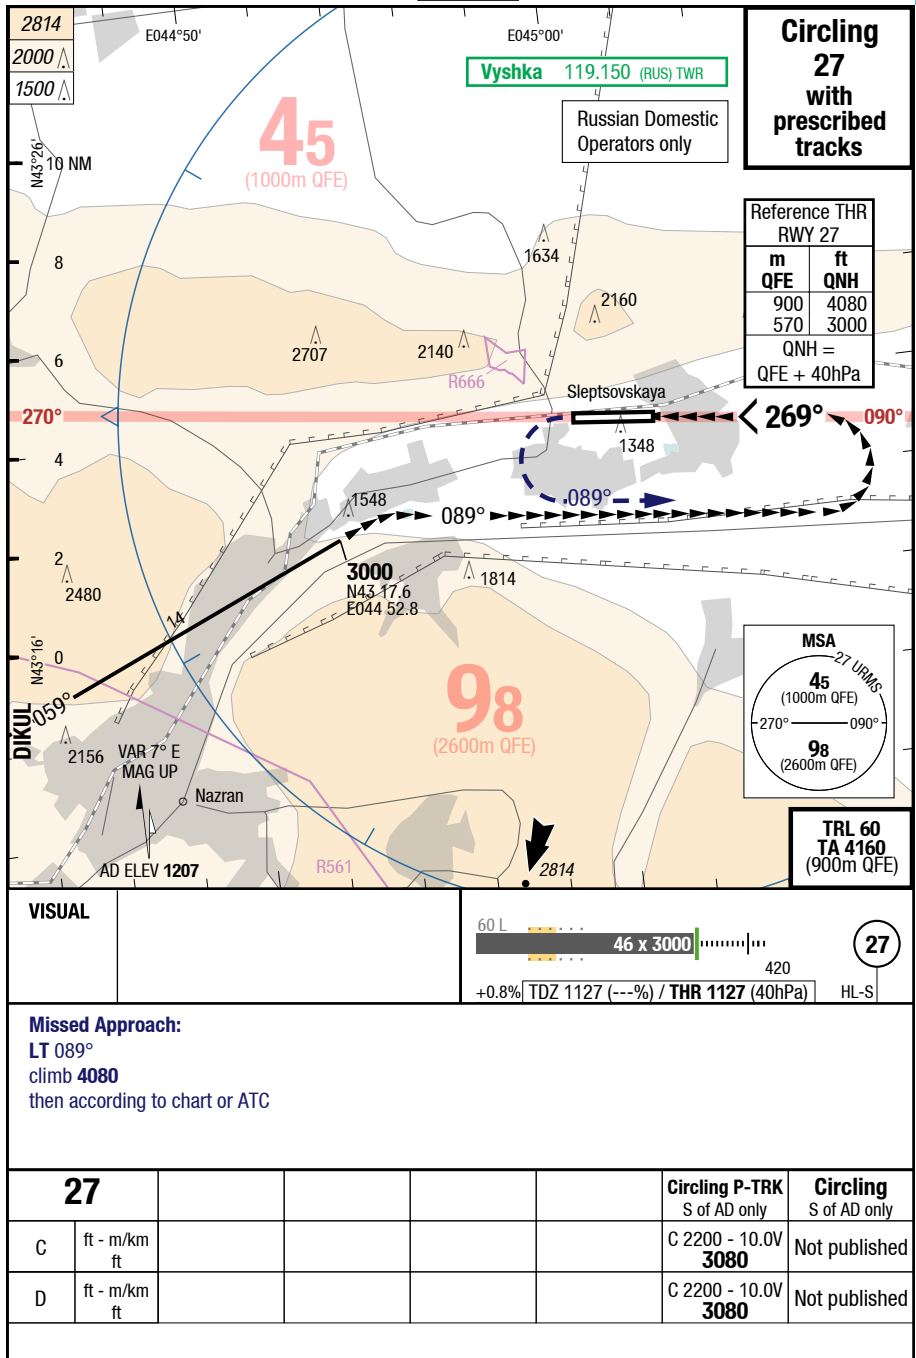 2814
2000
1500
E044°50'
E045°00'
Vyshka 119.150 (RUS) TWR
Russian Domestic
Operators only
Circling
27
with
prescribed
tracks
45
(1000m QFE)
N43°26'
10 NM
8
6
4
2
0
N43°16'
Reference THR
RWY 27
m ft
QFE QNH
900 4080
570 3000
QNH =
QFE + 40hPa
1634
2160
2707
2140
R666
Sleptsovskaya
270°
269°
090°
1348
1548
089°
089°
3000
N43 17.6
E044 52.8
1814
2480
14
059°
DIKUL
2156
VAR 7° E
MAG UP
Nazran
AD ELEV 1207
R561
98
(2600m QFE)
2814
MSA
27 URMS
45
(1000m QFE)
270° 090°
98
(2600m QFE)
TRL 60
TA 4160
(900m QFE)
VISUAL
60 L
46 x 3000
420
27
+0.8% TDZ 1127 (---%) / THR 1127 (40hPa) HL-S
Missed Approach:
LT 089°
climb 4080
then according to chart or ATC
27 Circling P-TRK Circling
S of AD only S of AD only
C ft - m/km C 2200 - 10.0V Not published
ft 3080
D ft - m/km C 2200 - 10.0V Not published
ft 3080